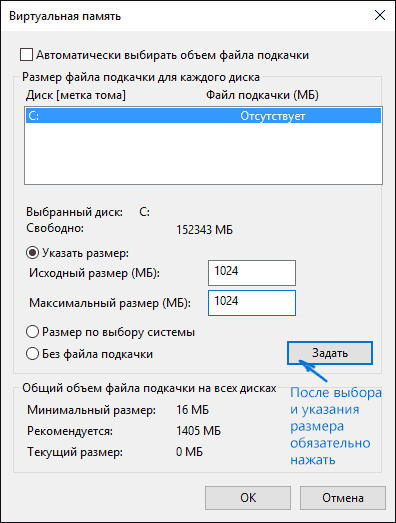 Виртуальная память
Автоматически выбирать объем файла подкачки
Размер файла подкачки для каждого диска
Диск [метка тома] Файл подкачки (МБ)
C: Отсутствует
Выбранный диск: C:
Свободно: 152343 МБ
Указать размер:
Исходный размер (МБ): 1024
Максимальный размер (МБ): 1024
Размер по выбору системы
Без файла подкачки Задать
Общий объем файла подкачки на всех дисках
Минимальный размер: 16 МБ
Рекомендуется: 1405 МБ
Текущий размер: 0 МБ
После выбора
и указания
размера
обязательно
нажать
ОК Отмена